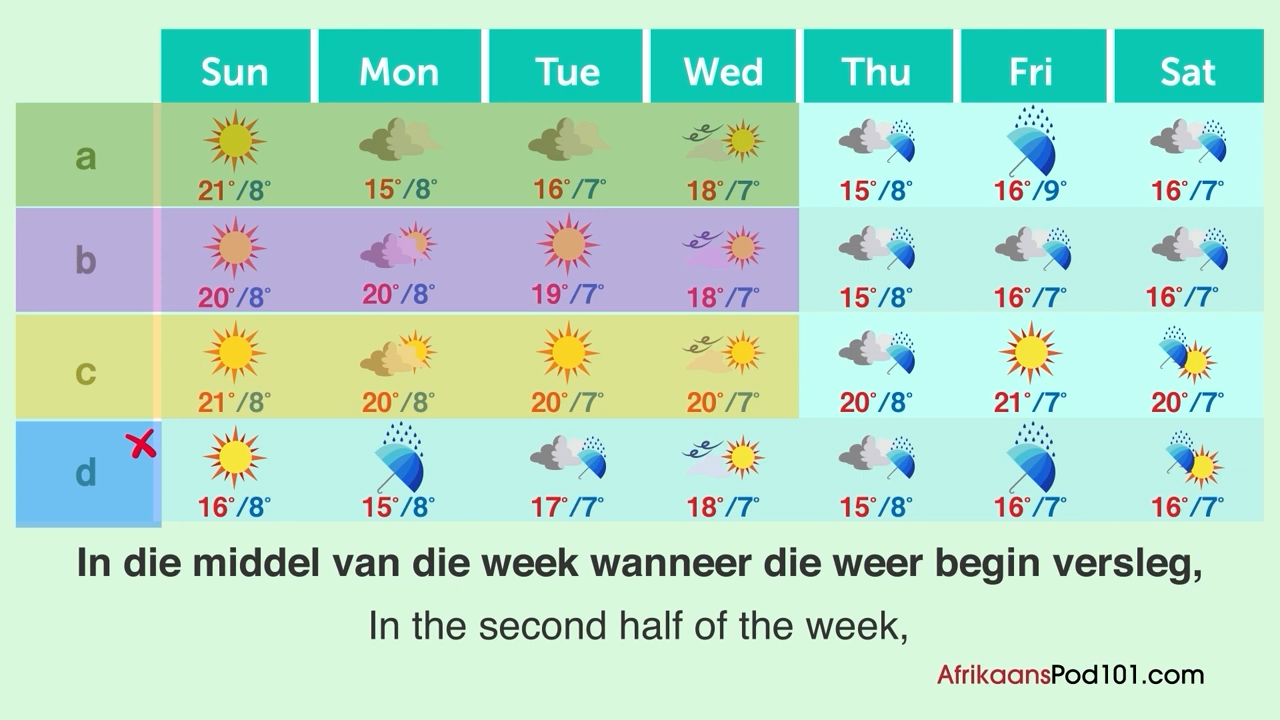 Sun Mon Tue Wed Thu Fri Sat
a
21°/8° 15°/8° 16°/7° 18°/7° 15°/8° 16°/9° 16°/7°
b
20°/8° 20°/8° 19°/7° 18°/7° 15°/8° 16°/7° 16°/7°
c
21°/8° 20°/8° 20°/7° 20°/7° 20°/8° 21°/7° 20°/7°
d
16°/8° 15°/8° 17°/7° 18°/7° 15°/8° 16°/7° 16°/7°
In die middel van die week wanneer die weer begin versleg,
In the second half of the week,
AfrikaansPod101.com